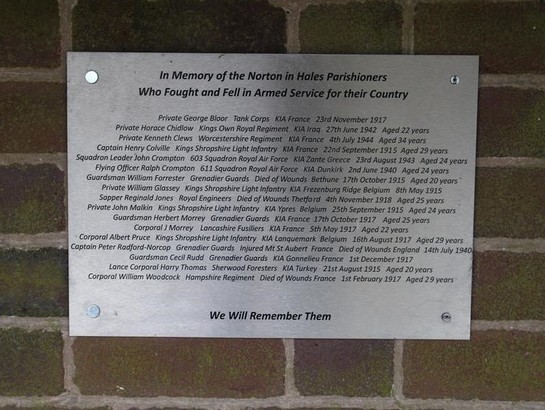 In Memory of the Norton in Hales Parishioners
Who Fought and Fell in Armed Service for their Country
Private George Bloor Tank Corps KIA France 23rd November 1917
Private Horace Chidlow Kings Own Royal Regiment KIA Iraq 27th June 1942 Aged 22 years
Private Kenneth Clews Worcestershire Regiment KIA France 4th July 1944 Aged 34 years
Captain Henry Colville Kings Shropshire Light Infantry KIA France 22nd September 1915 Aged 29 years
Squadron Leader John Crompton 603 Squadron Royal Air Force KIA Zante Greece 23rd August 1943 Aged 24 years
Flying Officer Ralph Crompton 611 Squadron Royal Air Force KIA Dunkirk 2nd June 1940 Aged 24 years
Guardsman William Forrester Grenadier Guards Died of Wounds Bethune 17th October 1915 Aged 20 years
Private William Glassey Kings Shropshire Light Infantry KIA Frezenburg Ridge Belgium 8th May 1915
Sapper Reginald Jones Royal Engineers Died of Wounds Thetford 4th November 1918 Aged 25 years
Private John Malkin Kings Shropshire Light Infantry KIA Ypres Belgium 25th September 1915 Aged 24 years
Guardsman Herbert Morrey Grenadier Guards KIA France 17th October 1917 Aged 25 years
Corporal J Morrey Lancashire Fusiliers KIA France 5th May 1917 Aged 22 years
Corporal Albert Pruce Kings Shropshire Light Infantry KIA Languemark Belgium 16th August 1917 Aged 29 years
Captain Peter Radford-Norcop Grenadier Guards Injured Mt St Aubert France Died of Wounds England 14th July 1940
Guardsman Cecil Rudd Grenadier Guards KIA Gonnelieu France 1st December 1917
Lance Corporal Harry Thomas Sherwood Foresters KIA Turkey 21st August 1915 Aged 20 years
Corporal William Woodcock Hampshire Regiment Died of Wounds France 1st February 1917 Aged 29 years
We Will Remember Them